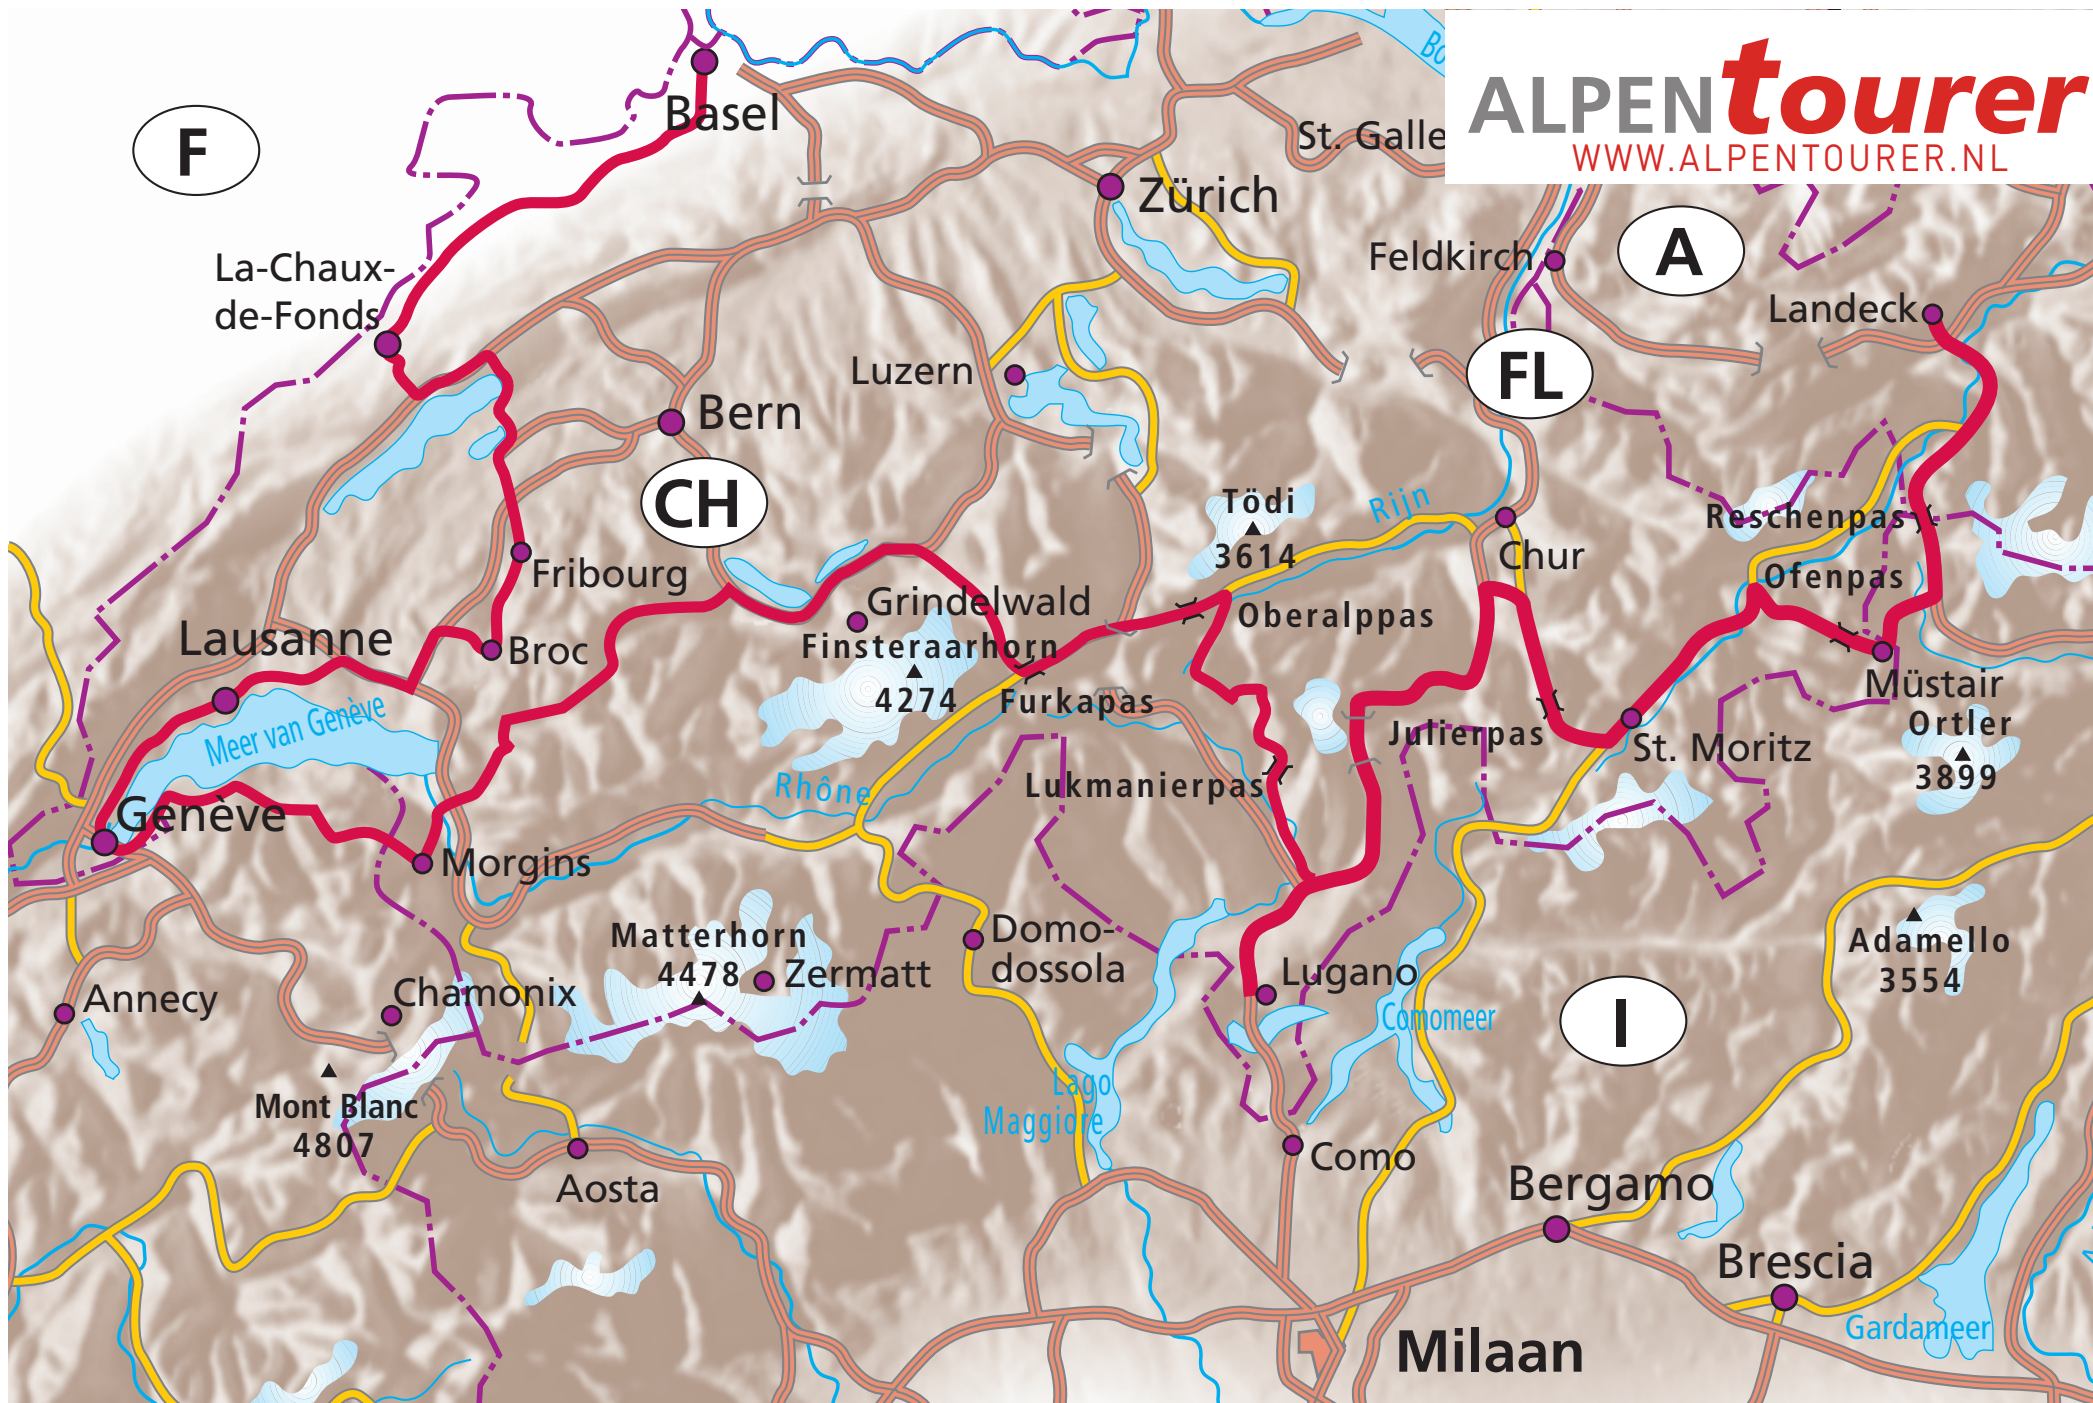 Bo
ALPENtourer
WWW.ALPENTOURER.NL
Basel
F
St. Galle
Zürich
A
Feldkirch
La-Chaux-
de-Fonds
Landeck
Luzern
FL
Bern
CH
Tödi
3614
Rijn
Reschenpas
Chur
Fribourg
Ofenpas
Grindelwald
Oberalppas
Lausanne
Broc
Finsteraarhorn
4274
Furkapas
Müstair
Meer van Genève
Julierpas
St. Moritz
Ortler
3899
Rhône
Lukmanierpas
Genève
Morgins
Matterhorn
4478
Zermatt
Domo-
dossola
Adamello
3554
Annecy
Chamonix
Lugano
Comomeer
I
Lago
Maggiore
Mont Blanc
4807
Como
Aosta
Bergamo
Brescia
Gardameer
Milaan